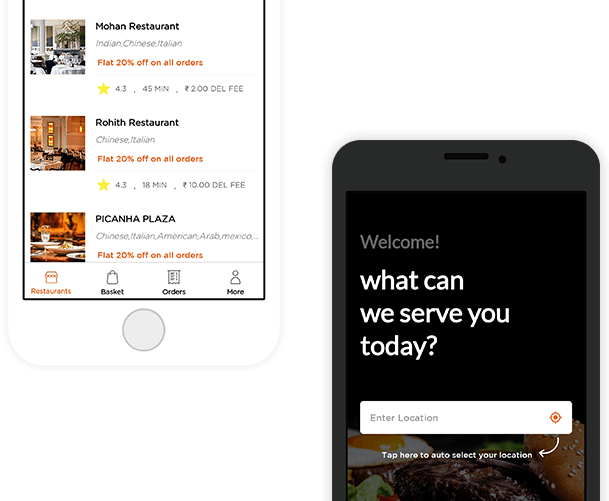 Mohan Restaurant
Indian,Chinese,Italian
Flat 20% off on all orders
4.3 . 45 MIN . ₹ 2.00 DEL FEE
Rohith Restaurant
Chinese,Italian
Flat 20% off on all orders
4.3 . 18 MIN . ₹ 10.00 DEL FEE
PICANHA PLAZA
Chinese,Italian,American,Arab,mexico,...
Flat 20% off on all orders
Restaurants Basket Orders More
Welcome!
what can
we serve you
today?
Enter Location
Tap here to auto select your location